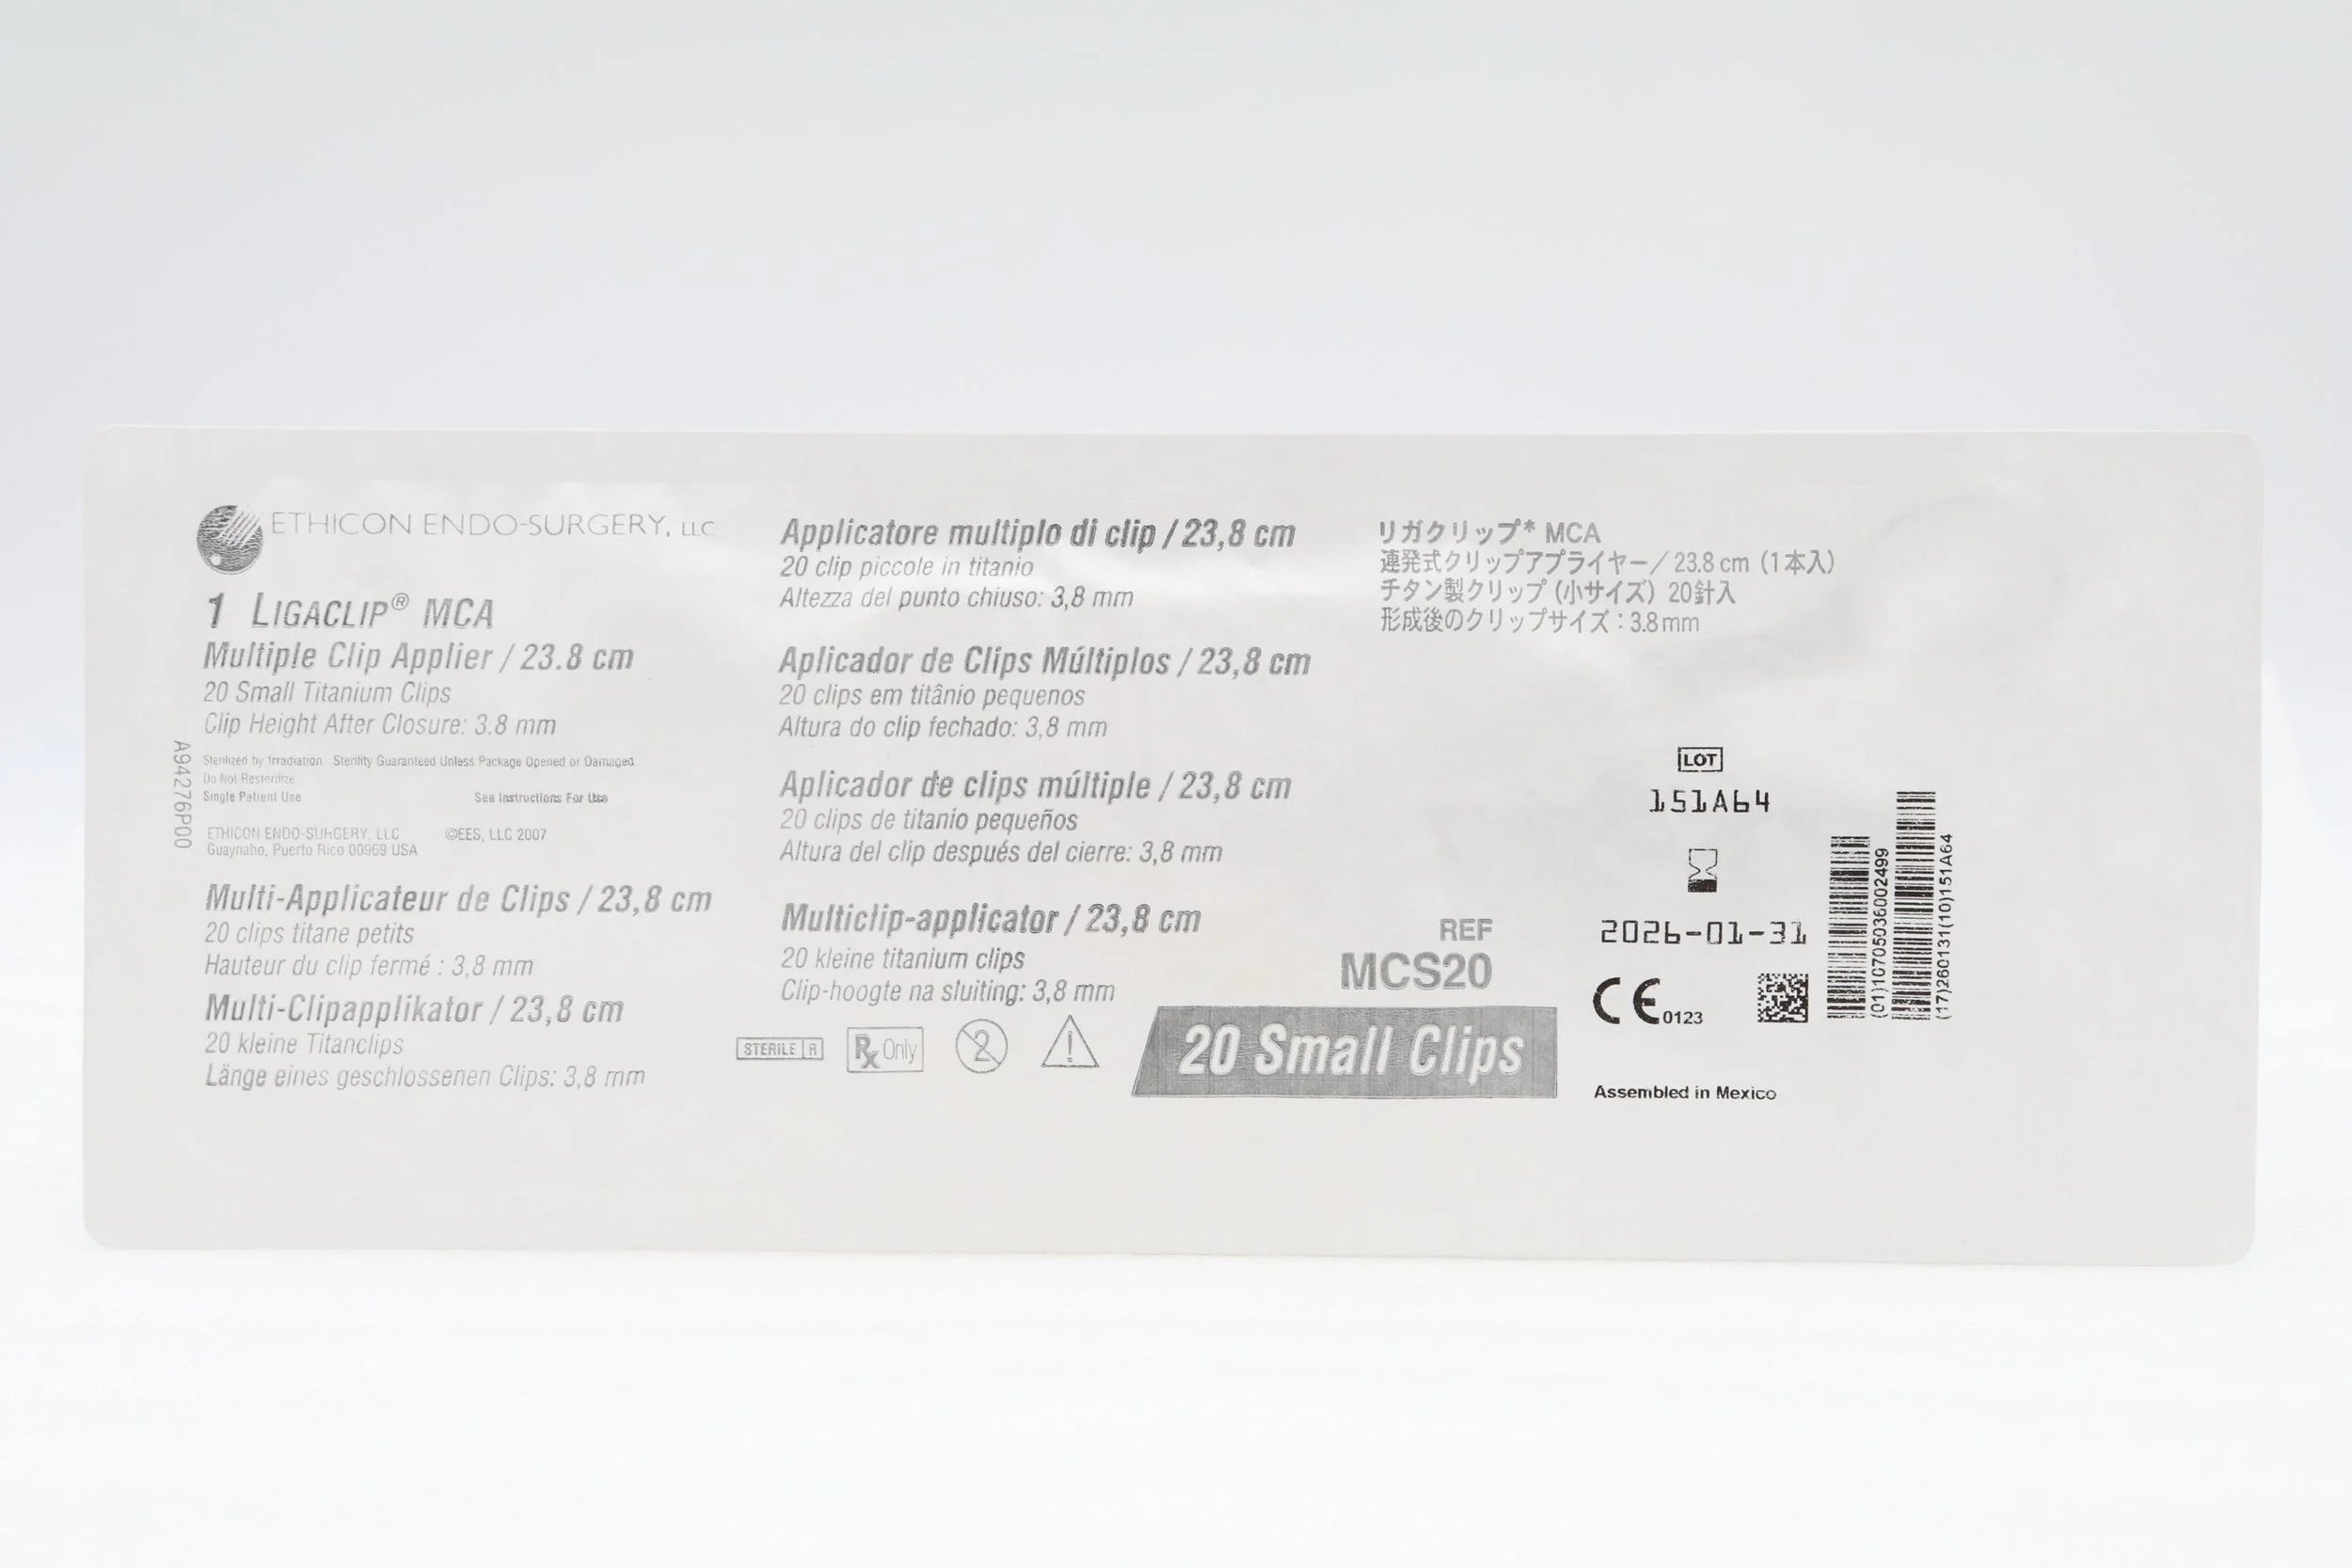 ETHICON ENDO-SURGERY, LLC
1 LIGACLIP® MCA
Multiple Clip Applier / 23.8 cm
20 Small Titanium Clips
Clip Height After Closure: 3.8 mm
Sterilized by Irradiation Sterility Guaranteed Unless Package Opened or Damaged
Do Not Resterilize
Single Patient Use See Instructions For Use
ETHICON ENDO-SURGERY, LLC ©EES, LLC 2007
Guaynabo, Puerto Rico 00969 USA
A94276P00
Multi-Applicateur de Clips / 23,8 cm
20 clips titane petits
Hauteur du clip fermé : 3,8 mm
Multi-Clipapplikator / 23,8 cm
20 kleine Titanclips
Länge eines geschlossenen Clips: 3,8 mm
Applicatore multiplo di clip / 23,8 cm
20 clip piccole in titanio
Altezza del punto chiuso: 3,8 mm
Aplicador de Clips Múltiplos / 23,8 cm
20 clips em titânio pequenos
Altura do clip fechado: 3,8 mm
Aplicador de clips múltiple / 23,8 cm
20 clips de titanio pequeños
Altura del clip después del cierre: 3,8 mm
Multiclip-applicator / 23,8 cm
20 kleine titanium clips
Clip-hoogte na sluiting: 3,8 mm
STERILE R
Rx Only
2
リガクリップ* MCA
連発式クリップアプライヤー／23.8 cm（1本入）
チタン製クリップ（小サイズ）20針入
形成後のクリップサイズ：3.8 mm
REF
MCS20
20 Small Clips
LOT
151A64
2026-01-31
CE 0123
Assembled in Mexico
(01)10705036002499
(17)260131(10)151A64